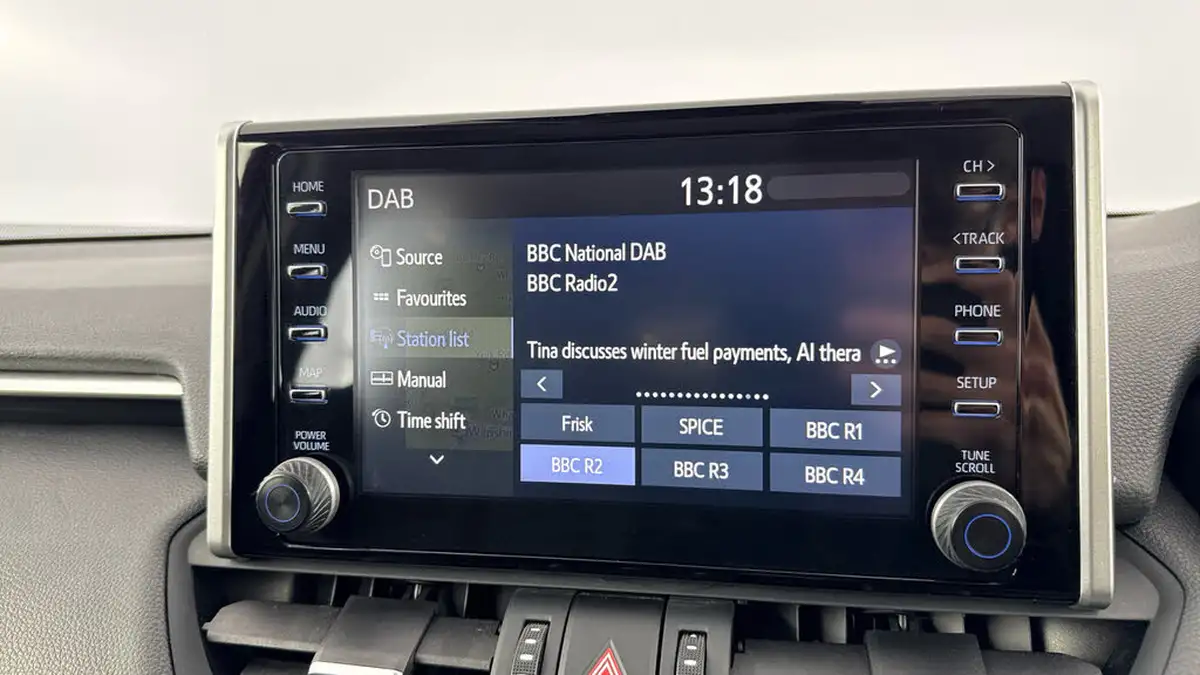 HOME
MENU
AUDIO
MAP
POWER
VOLUME
DAB
13:18
Source
Favourites
Station list
Manual
Time shift
BBC National DAB
BBC Radio2
Tina discusses winter fuel payments, AI thera
Frisk
SPICE
BBC R1
BBC R2
BBC R3
BBC R4
CH >
<TRACK
PHONE
SETUP
TUNE
SCROLL